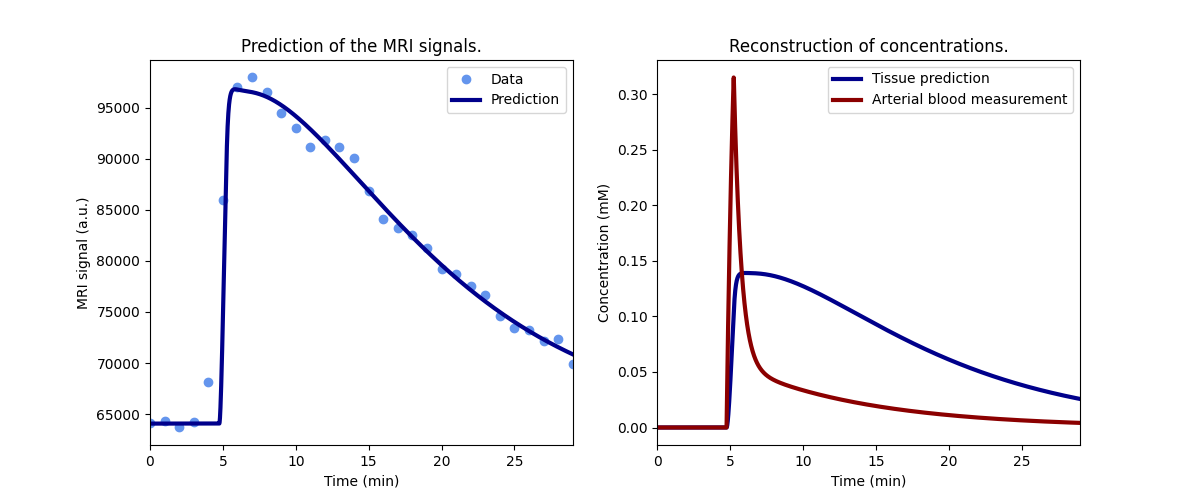 Prediction of the MRI signals.
MRI signal (a.u.)
95000
90000
85000
80000
75000
70000
65000
Data
Prediction
0 5 10 15 20 25
Time (min)
Reconstruction of concentrations.
Concentration (mM)
0.30
0.25
0.20
0.15
0.10
0.05
0.00
Tissue prediction
Arterial blood measurement
0 5 10 15 20 25
Time (min)